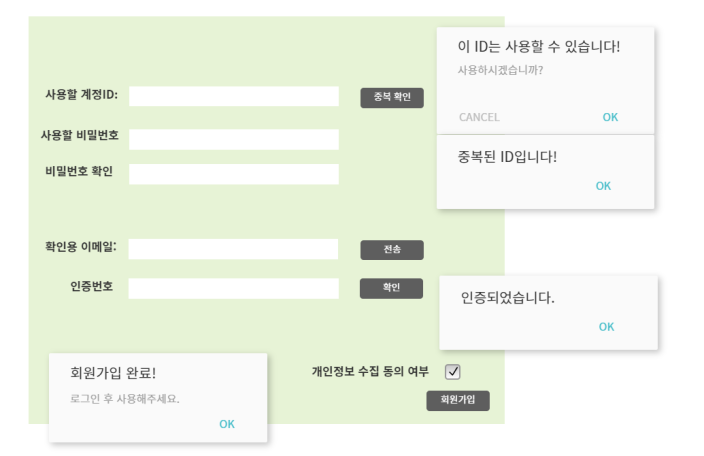 이 ID는 사용할 수 있습니다!
사용하시겠습니까?
CANCEL OK
사용할 계정ID: 중복 확인
사용할 비밀번호
중복된 ID입니다!
OK
비밀번호 확인
확인용 이메일: 전송
인증번호 확인
인증되었습니다.
OK
개인정보 수집 동의 여부
회원가입
회원가입 완료!
로그인 후 사용해주세요.
OK